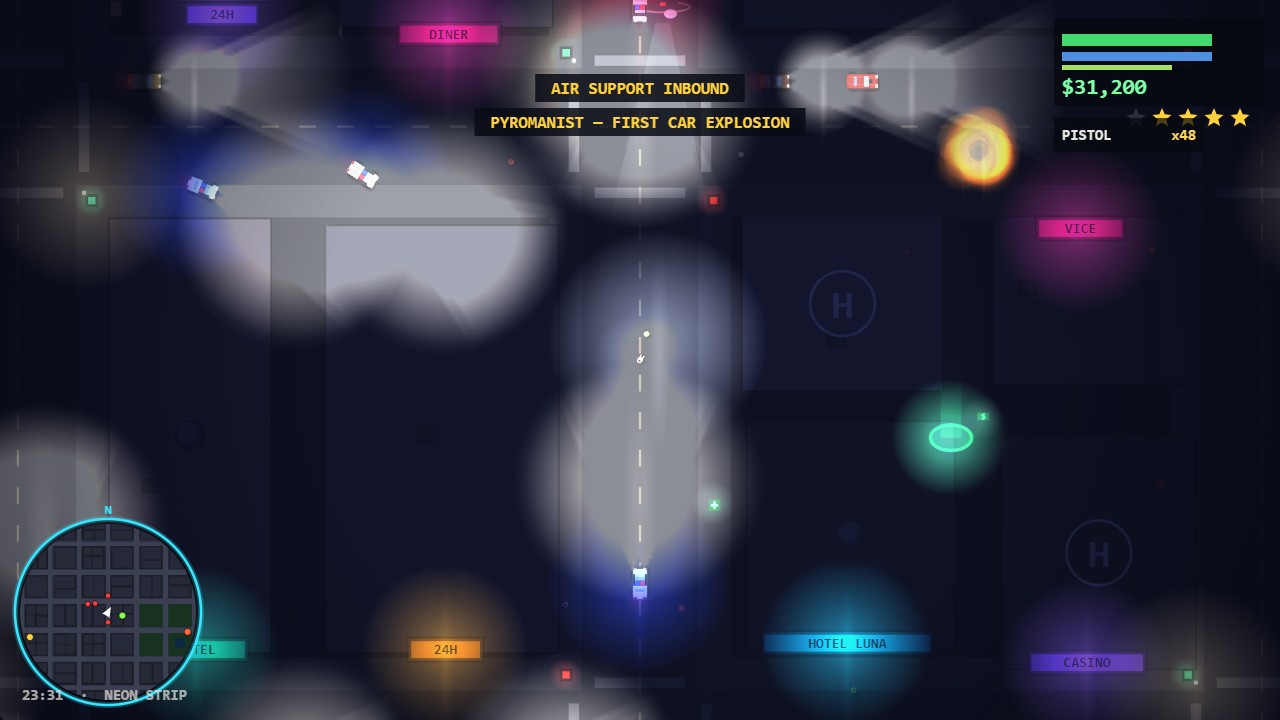 24H
DINER
AIR SUPPORT INBOUND
$31,200
PYROMANIST — FIRST CAR EXPLOSION
PISTOL x48
VICE
H
$
N
H
TEL
24H
HOTEL LUNA
CASINO
23:31 · NEON STRIP